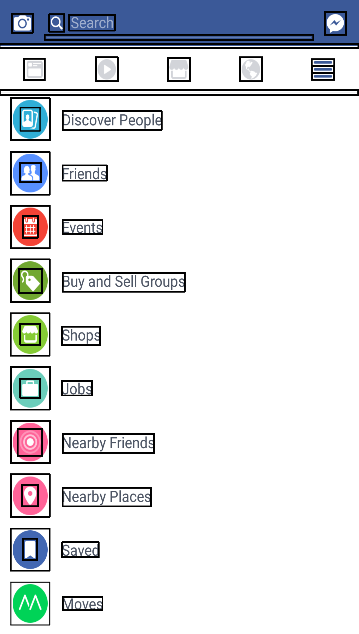 Search
Discover People
Friends
Events
Buy and Sell Groups
Shops
Jobs
Nearby Friends
Nearby Places
Saved
Moves